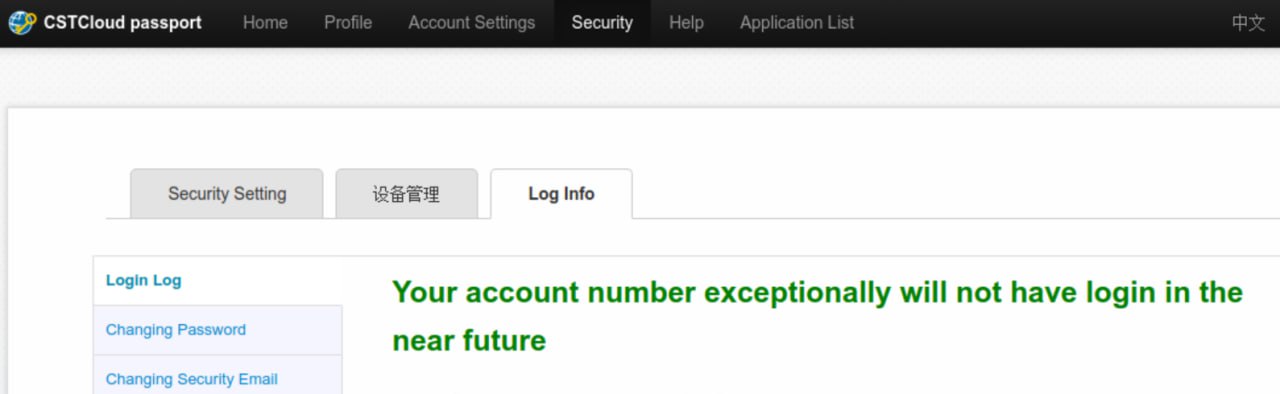 CSTCloud passport Home Profile Account Settings Security Help Application List 中文
Security Setting 设备管理 Log Info
Login Log
Changing Password
Changing Security Email
Your account number exceptionally will not have login in the
near future